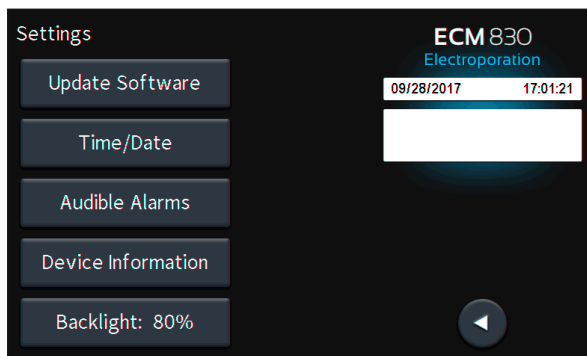 Settings
Update Software
Time/Date
Audible Alarms
Device Information
Backlight: 80%
ECM 830
Electroporation
09/28/2017 17:01:21